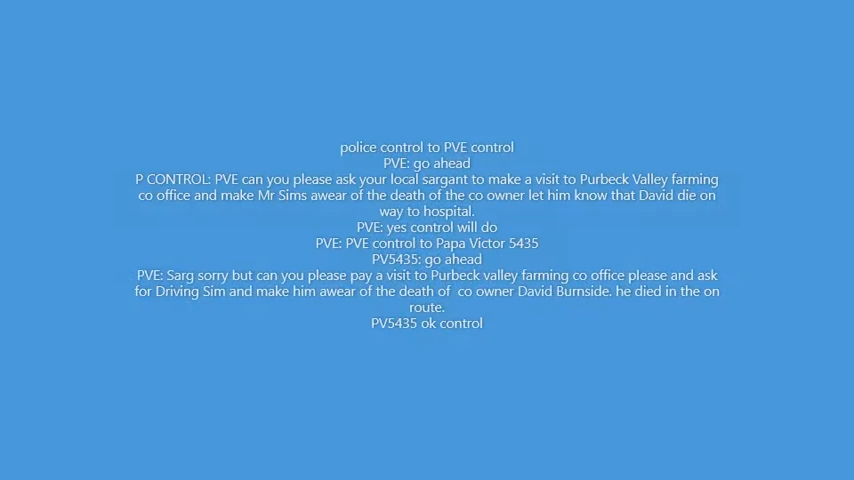 police control to PVE control
PVE: go ahead
P CONTROL: PVE can you please ask your local sargant to make a visit to Purbeck Valley farming
co office and make Mr Sims awear of the death of the co owner let him know that David die on
way to hospital.
PVE: yes control will do
PVE: PVE control to Papa Victor 5435
PV5435: go ahead
PVE: Sarg sorry but can you please pay a visit to Purbeck valley farming co office please and ask
for Driving Sim and make him awear of the death of  co owner David Burnside. he died in the on
route.
PV5435 ok control